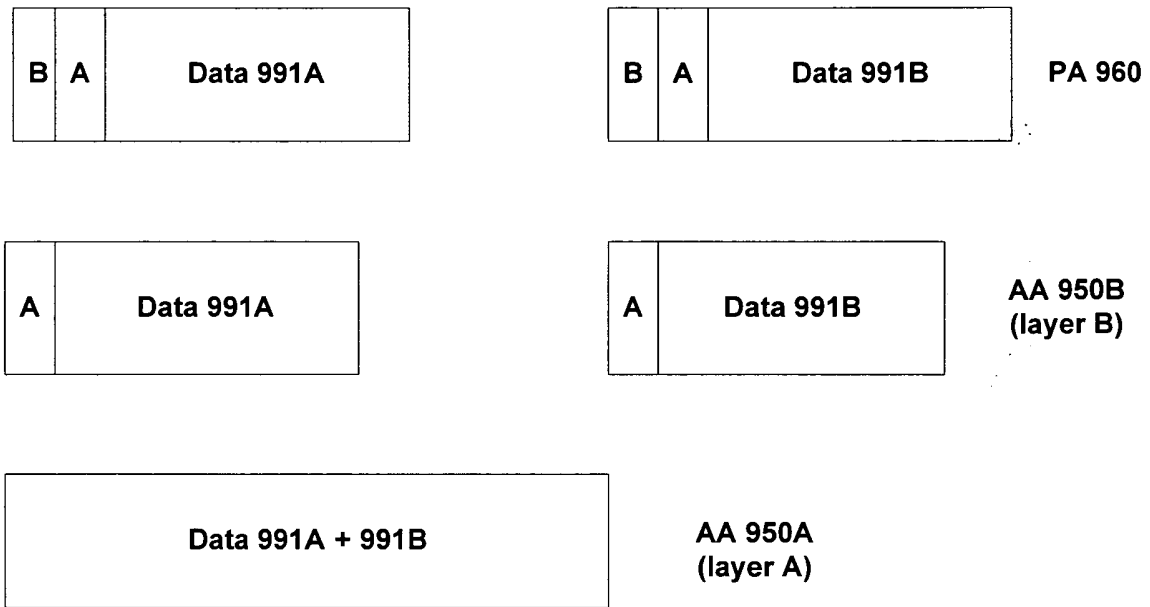 B A Data 991A B A Data 991B PA 960
A Data 991A A Data 991B AA 950B
(layer B)
Data 991A + 991B AA 950A
(layer A)